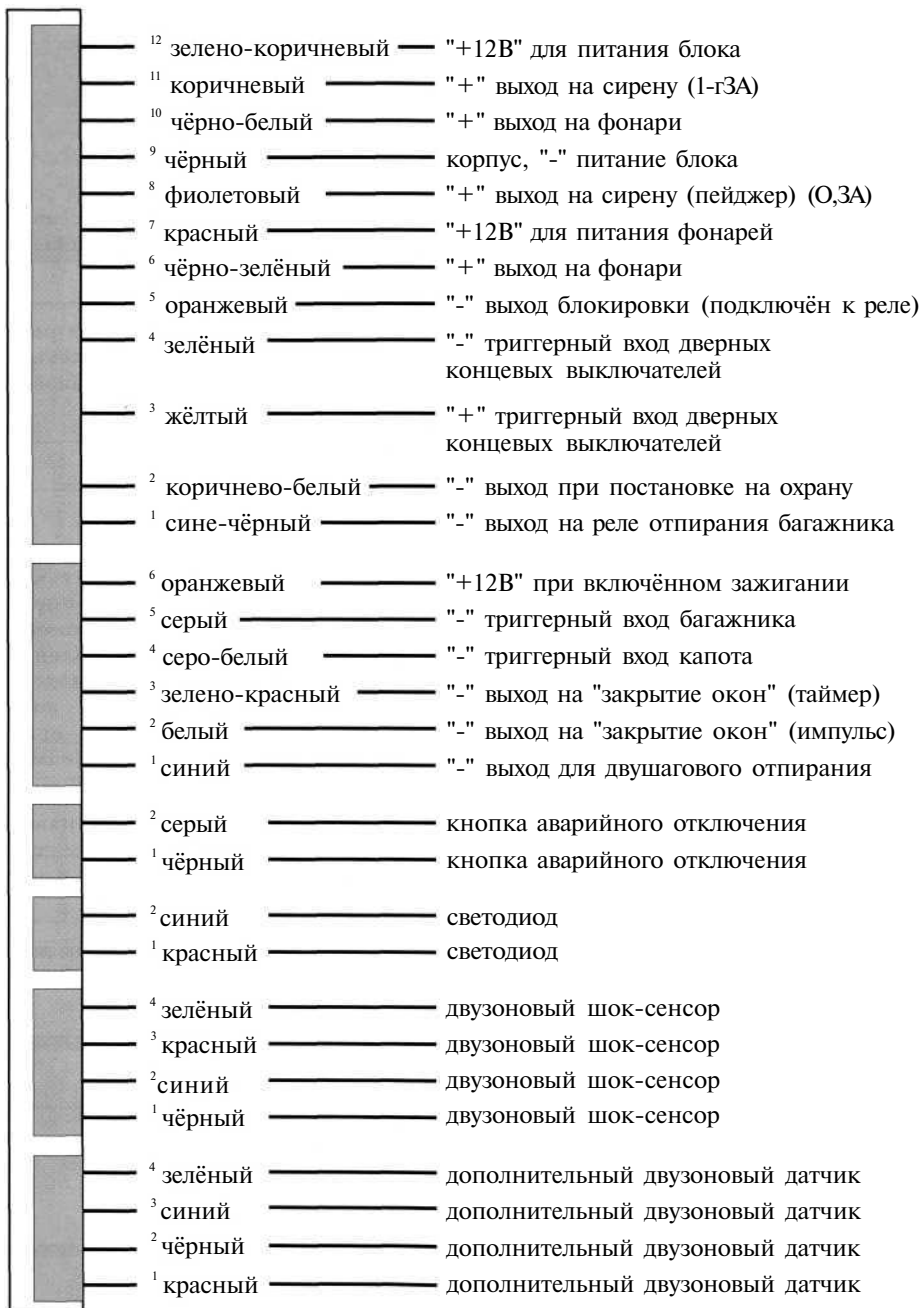 12 зелено-коричневый "+12В" для питания блока
11 коричневый "+" выход на сирену (1-гЗА)
10 чёрно-белый "+" выход на фонари
9 чёрный корпус, "-" питание блока
8 фиолетовый "+" выход на сирену (пейджер) (О,ЗА)
7 красный "+12В" для питания фонарей
6 чёрно-зелёный "+" выход на фонари
5 оранжевый "-" выход блокировки (подключён к реле)
4 зелёный "-" триггерный вход дверных
концевых выключателей
3 жёлтый "+" триггерный вход дверных
концевых выключателей
2 коричнево-белый "-" выход при постановке на охрану
1 сине-чёрный "-" выход на реле отпирания багажника
6 оранжевый "+12В" при включённом зажигании
5 серый "-" триггерный вход багажника
4 серо-белый "-" триггерный вход капота
3 зелено-красный "-" выход на "закрытие окон" (таймер)
2 белый "-" выход на "закрытие окон" (импульс)
1 синий "-" выход для двушагового отпирания
2 серый кнопка аварийного отключения
1 чёрный кнопка аварийного отключения
2 синий светодиод
1 красный светодиод
4 зелёный двузоновый шок-сенсор
3 красный двузоновый шок-сенсор
2 синий двузоновый шок-сенсор
1 чёрный двузоновый шок-сенсор
4 зелёный дополнительный двузоновый датчик
3 синий дополнительный двузоновый датчик
2 чёрный дополнительный двузоновый датчик
1 красный дополнительный двузоновый датчик